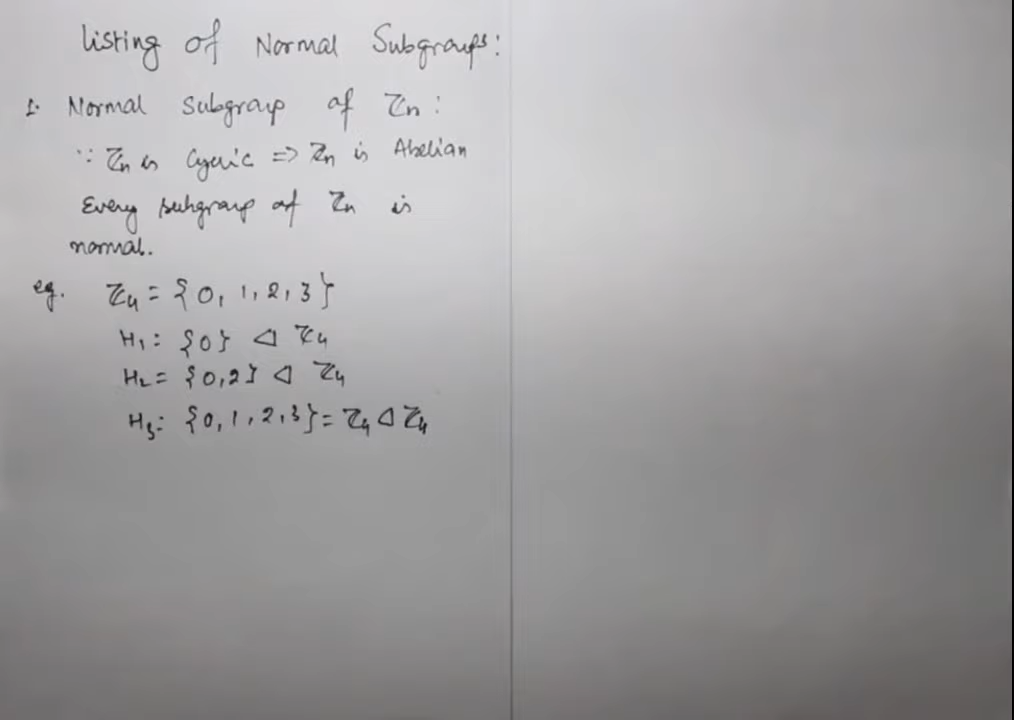 Listing of Normal Subgroups:
1. Normal Subgroup of Zn:
∵ Zn is Cyclic => Zn is Abelian
Every subgroup of Zn is
normal.
eg. Z4 = {0, 1, 2, 3}
H1: {0} ◁ Z4
H2 = {0,2} ◁ Z4
H3: {0, 1, 2, 3} = Z4 ◁ Z4